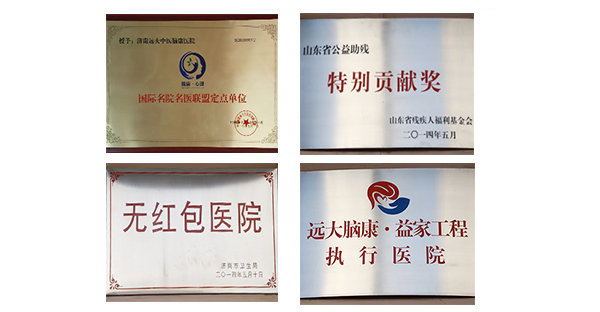 授予：济南远大中医脑康医院
国际名院名医联盟定点单位
山东省公益助残
特别贡献奖
山东省残疾人福利基金会
二〇一四年五月
无红包医院
济南市卫生局
远大脑康·益家工程
执行医院